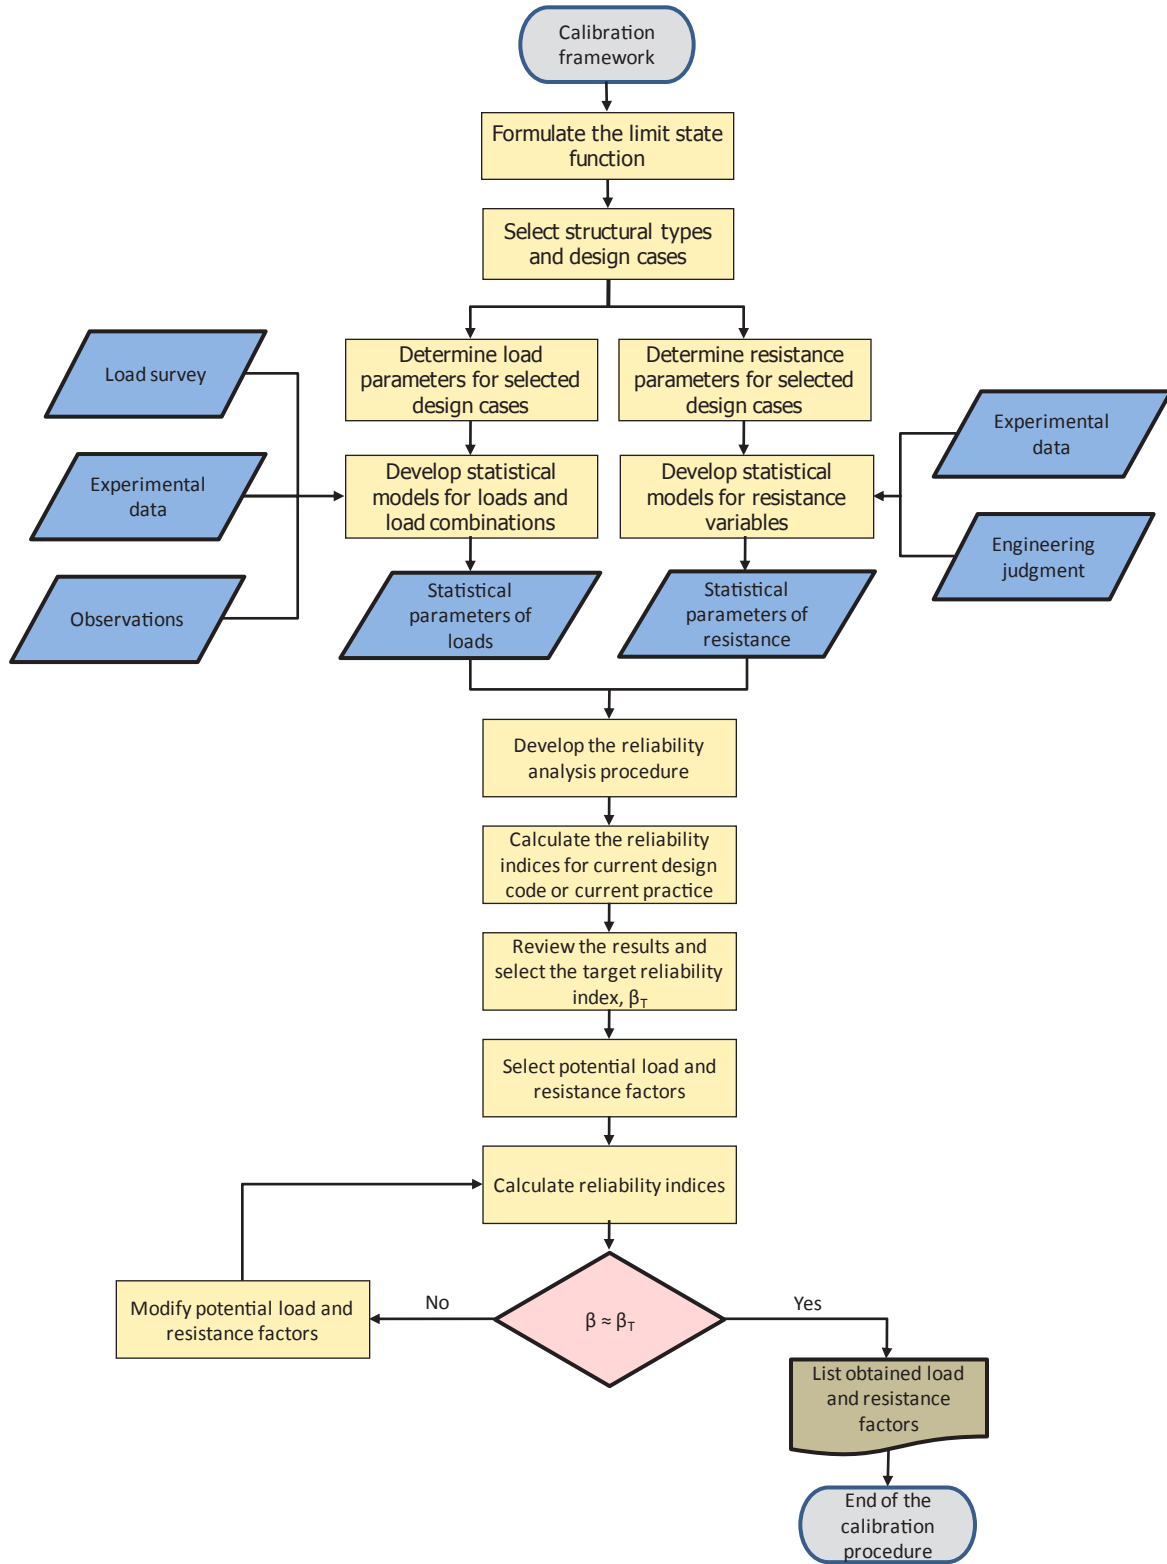 Calibration
framework
Formulate the limit state
function
Select structural types
and design cases
Determine load
parameters for selected
design cases
Determine resistance
parameters for selected
design cases
Load survey
Experimental
data
Observations
Develop statistical
models for loads and
load combinations
Develop statistical
models for resistance
variables
Experimental
data
Engineering
judgment
Statistical
parameters of
loads
Statistical
parameters of
resistance
Develop the reliability
analysis procedure
Calculate the reliability
indices for current design
code or current practice
Review the results and
select the target reliability
index, βT
Select potential load and
resistance factors
Calculate reliability indices
Modify potential load and
resistance factors
No
β ≈ βT
Yes
List obtained load
and resistance
factors
End of the
calibration
procedure